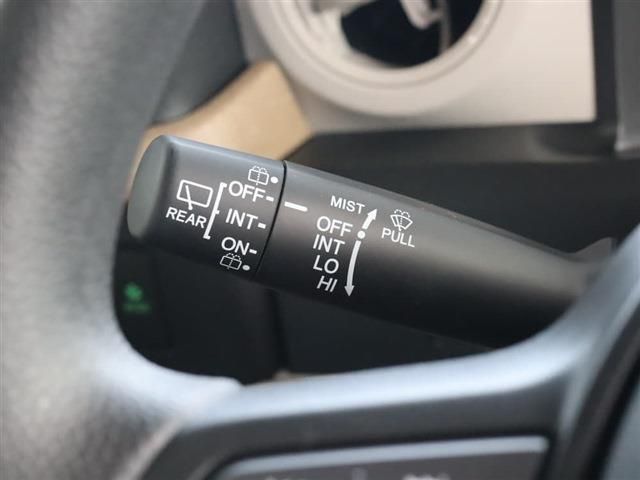 REAR
OFF-
INT-
ON-
MIST
OFF
INT
LO
HI
PULL